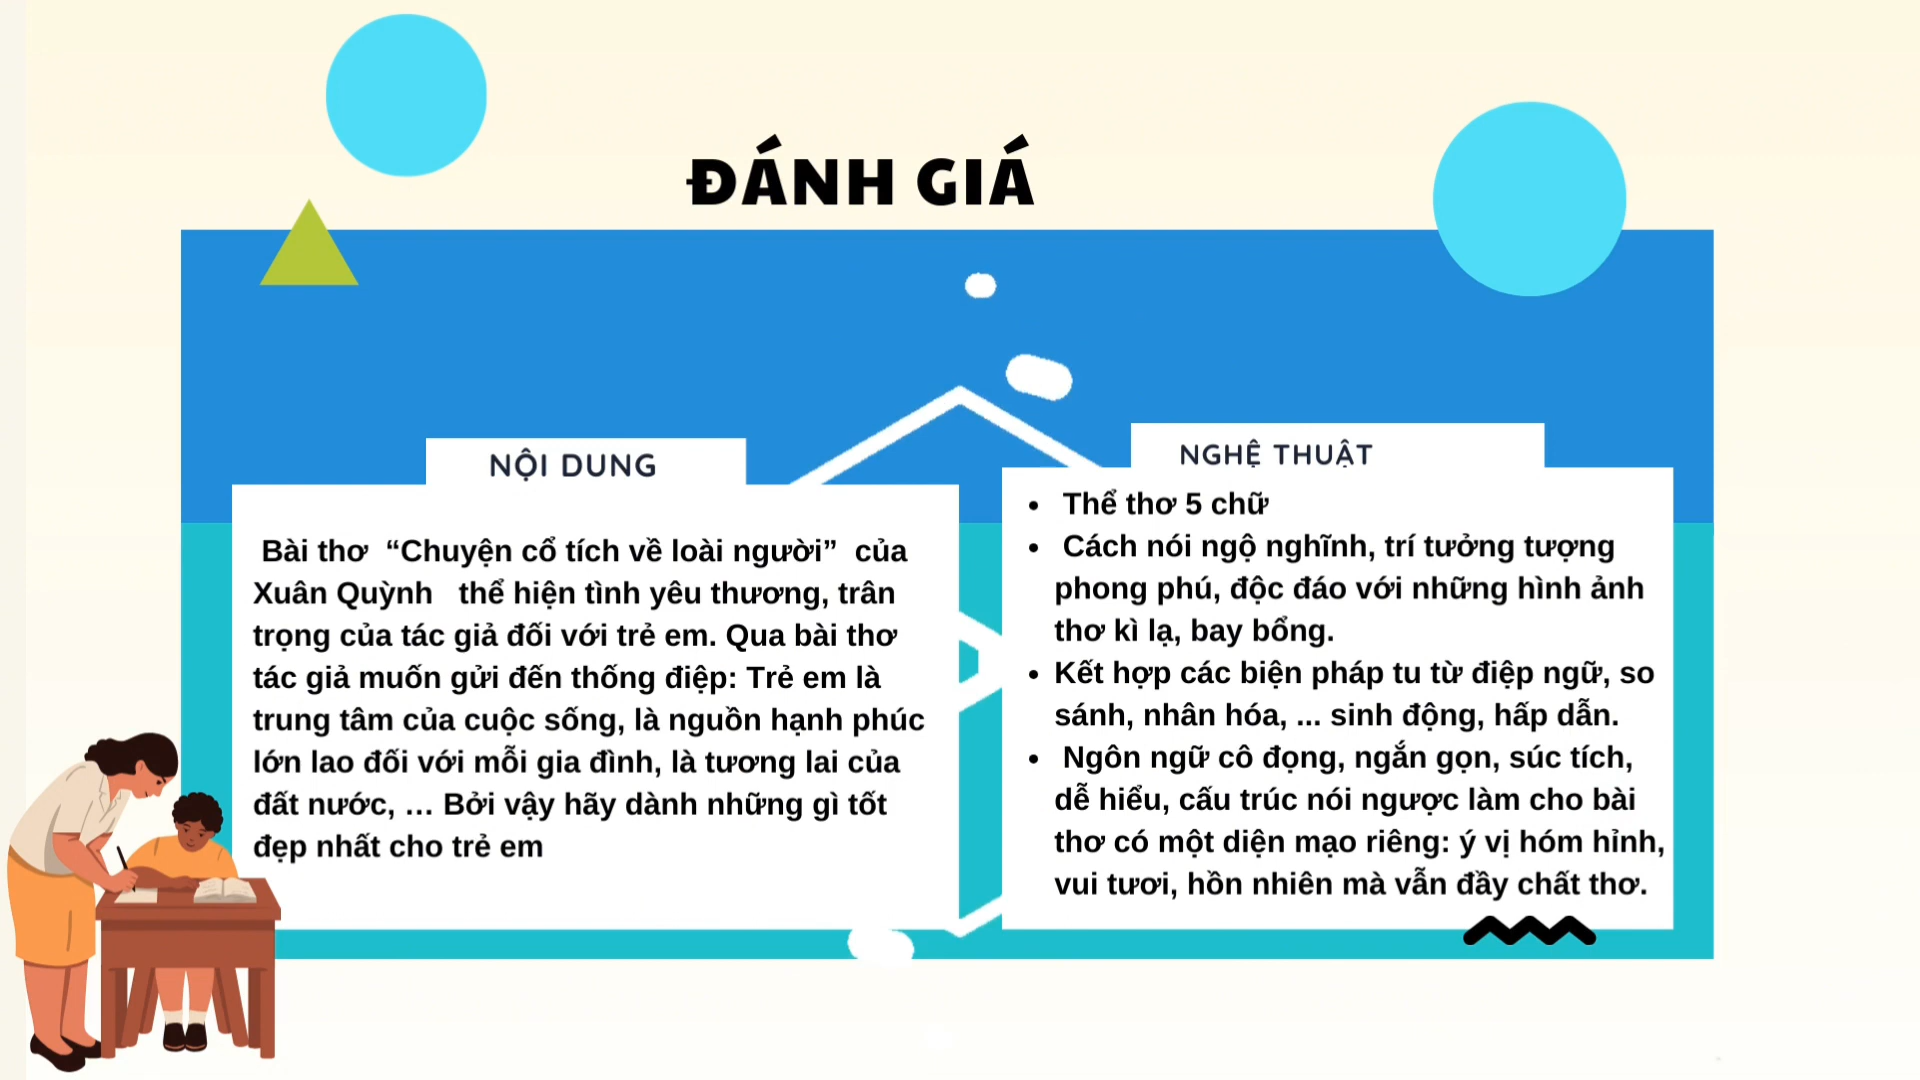 ĐÁNH GIÁ
NỘI DUNG
Bài thơ “Chuyện cổ tích về loài người” của
Xuân Quỳnh thể hiện tình yêu thương, trân
trọng của tác giả đối với trẻ em. Qua bài thơ
tác giả muốn gửi đến thống điệp: Trẻ em là
trung tâm của cuộc sống, là nguồn hạnh phúc
lớn lao đối với mỗi gia đình, là tương lai của
đất nước, ... Bởi vậy hãy dành những gì tốt
đẹp nhất cho trẻ em
NGHỆ THUẬT
• Thể thơ 5 chữ
• Cách nói ngộ nghĩnh, trí tưởng tượng
phong phú, độc đáo với những hình ảnh
thơ kì lạ, bay bổng.
• Kết hợp các biện pháp tu từ điệp ngữ, so
sánh, nhân hóa, ... sinh động, hấp dẫn.
• Ngôn ngữ cô đọng, ngắn gọn, súc tích,
dễ hiểu, cấu trúc nói ngược làm cho bài
thơ có một diện mạo riêng: ý vị hóm hỉnh,
vui tươi, hồn nhiên mà vẫn đầy chất thơ.